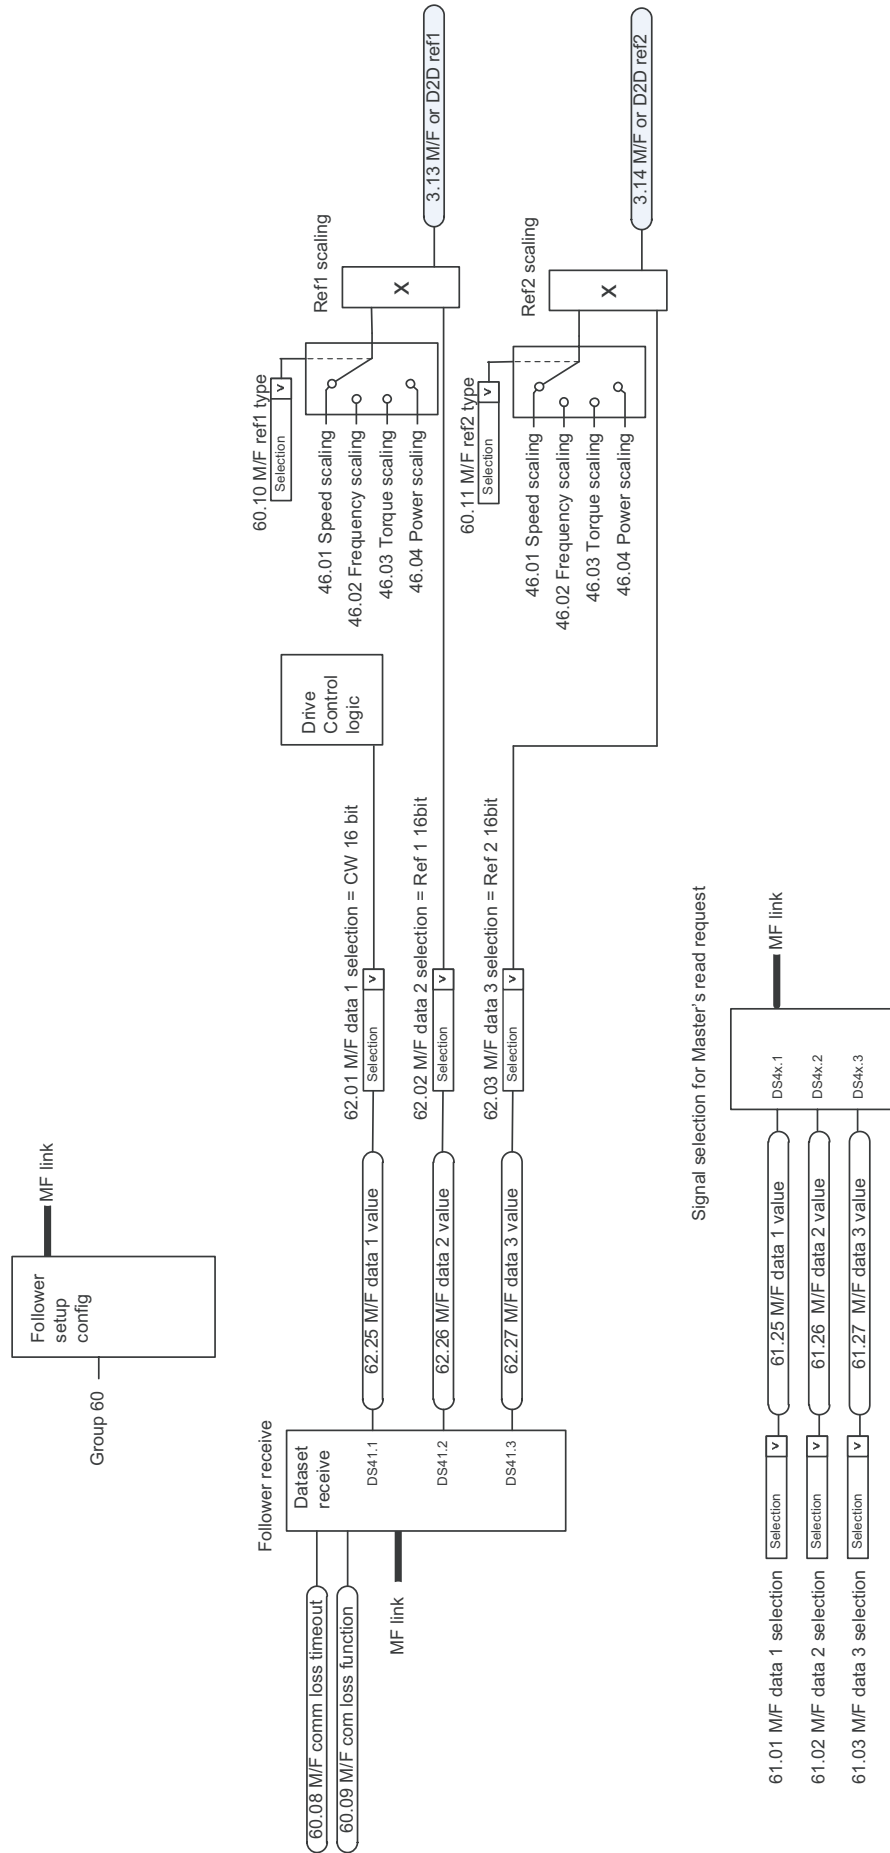 Group 60
Follower
setup
config
MF link
Follower receive
60.08 M/F comm loss timeout
60.09 M/F com loss function
MF link
Dataset
receive
DS41.1
DS41.2
DS41.3
62.25 M/F data 1 value
62.26 M/F data 2 value
62.27 M/F data 3 value
62.01 M/F data 1 selection = CW 16 bit
Selection v
62.02 M/F data 2 selection = Ref 1 16bit
Selection v
62.03 M/F data 3 selection = Ref 2 16bit
Selection v
Drive
Control
logic
60.10 M/F ref1 type
Selection v
46.01 Speed scaling
46.02 Frequency scaling
46.03 Torque scaling
46.04 Power scaling
Ref1 scaling
X
3.13 M/F or D2D ref1
60.11 M/F ref2 type
Selection v
46.01 Speed scaling
46.02 Frequency scaling
46.03 Torque scaling
46.04 Power scaling
Ref2 scaling
X
3.14 M/F or D2D ref2
Signal selection for Master's read request
61.01 M/F data 1 selection
Selection v
61.25 M/F data 1 value
DS4x.1
61.02 M/F data 2 selection
Selection v
61.26 M/F data 2 value
DS4x.2
61.03 M/F data 3 selection
Selection v
61.27 M/F data 3 value
DS4x.3
MF link